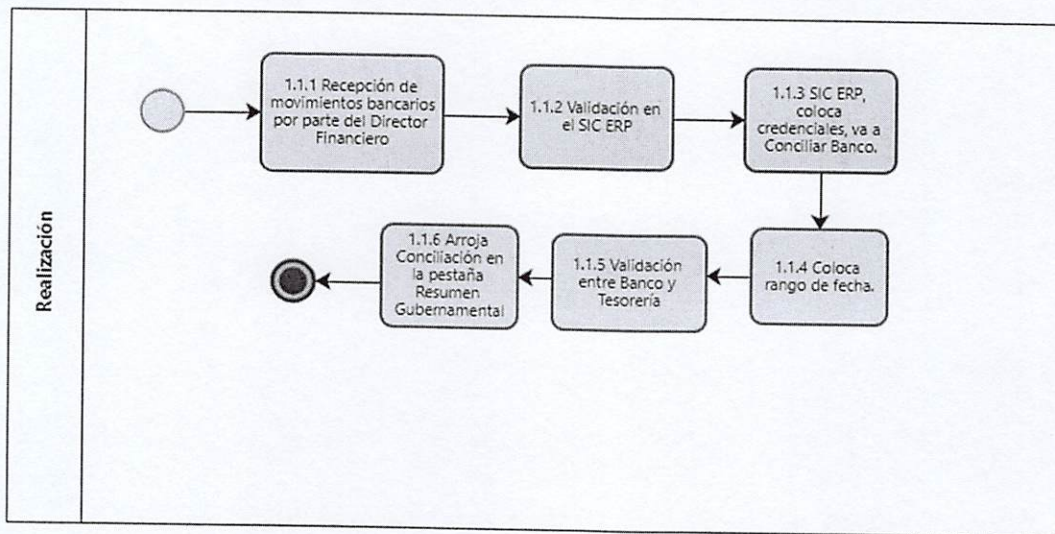 Realización
1.1.1 Recepción de
movimientos bancarios
por parte del Director
Financiero
1.1.2 Validación en
el SIC ERP
1.1.3 SIC ERP,
coloca
credenciales, va a
Conciliar Banco.
1.1.4 Coloca
rango de fecha.
1.1.5 Validación
entre Banco y
Tesorería
1.1.6 Arroja
Conciliación en
la pestaña
Resumen
Gubernamental